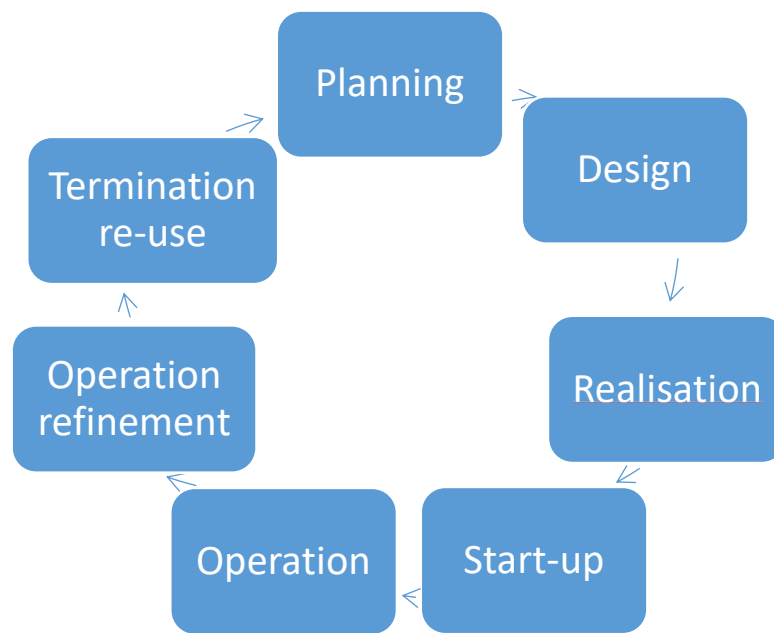 Planning
Design
Realisation
Start-up
Operation
Operation
refinement
Termination
re-use